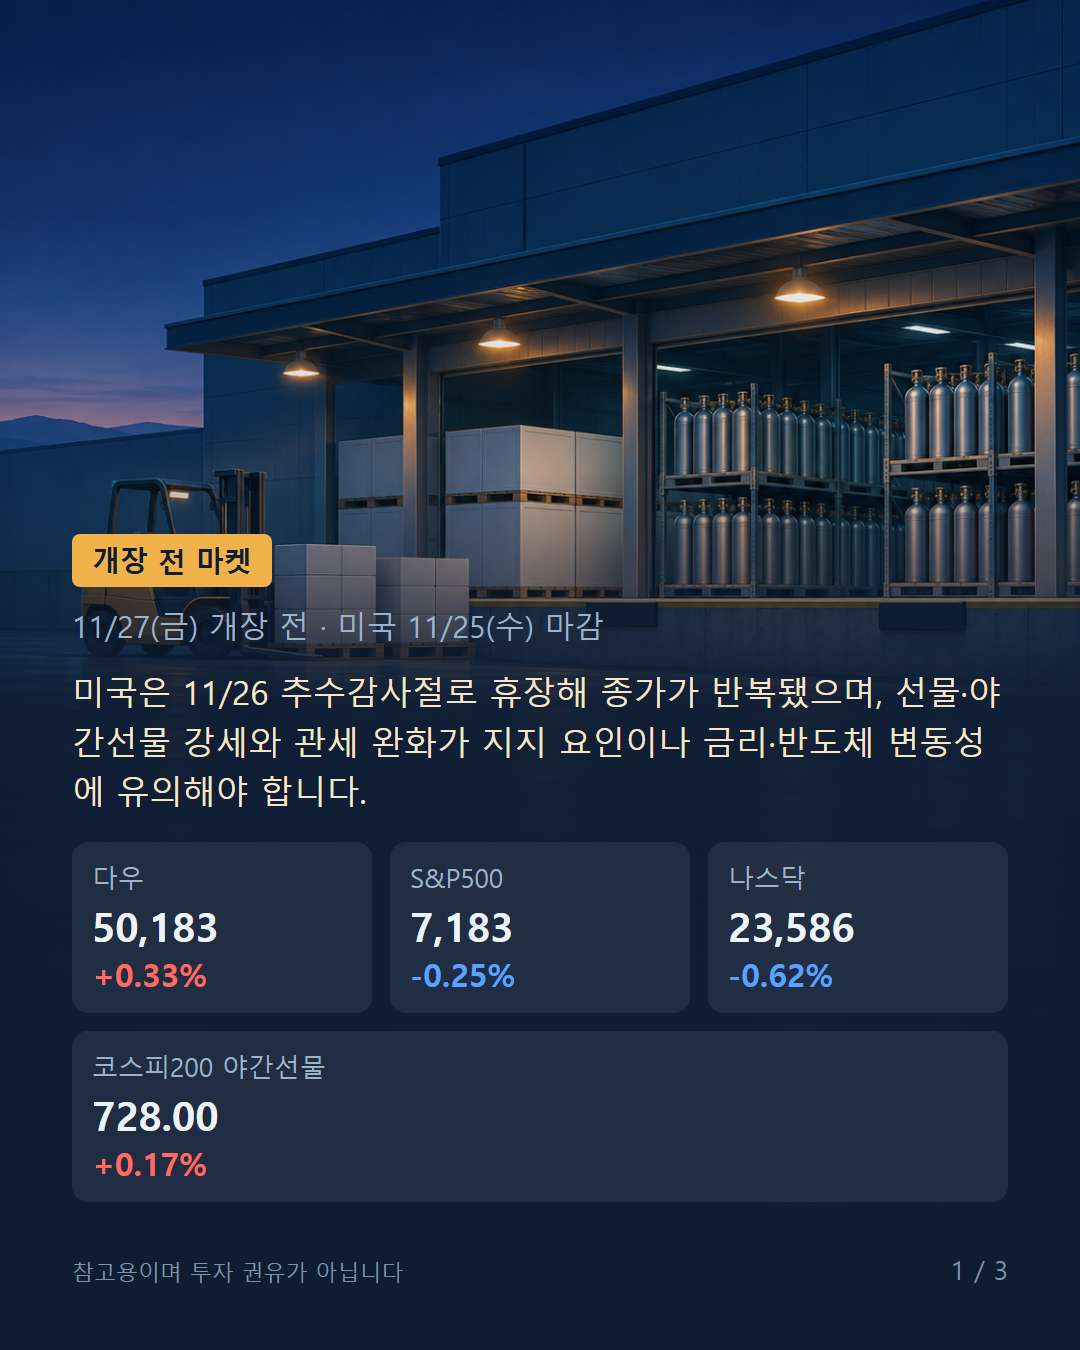 개장 전 마켓
11/27(금) 개장 전 · 미국 11/25(수) 마감
미국은 11/26 추수감사절로 휴장해 종가가 반복됐으며, 선물·야
간선물 강세와 관세 완화가 지지 요인이나 금리·반도체 변동성
에 유의해야 합니다.
다우
50,183
+0.33%
S&P500
7,183
-0.25%
나스닥
23,586
-0.62%
코스피200 야간선물
728.00
+0.17%
참고용이며 투자 권유가 아닙니다
1 / 3